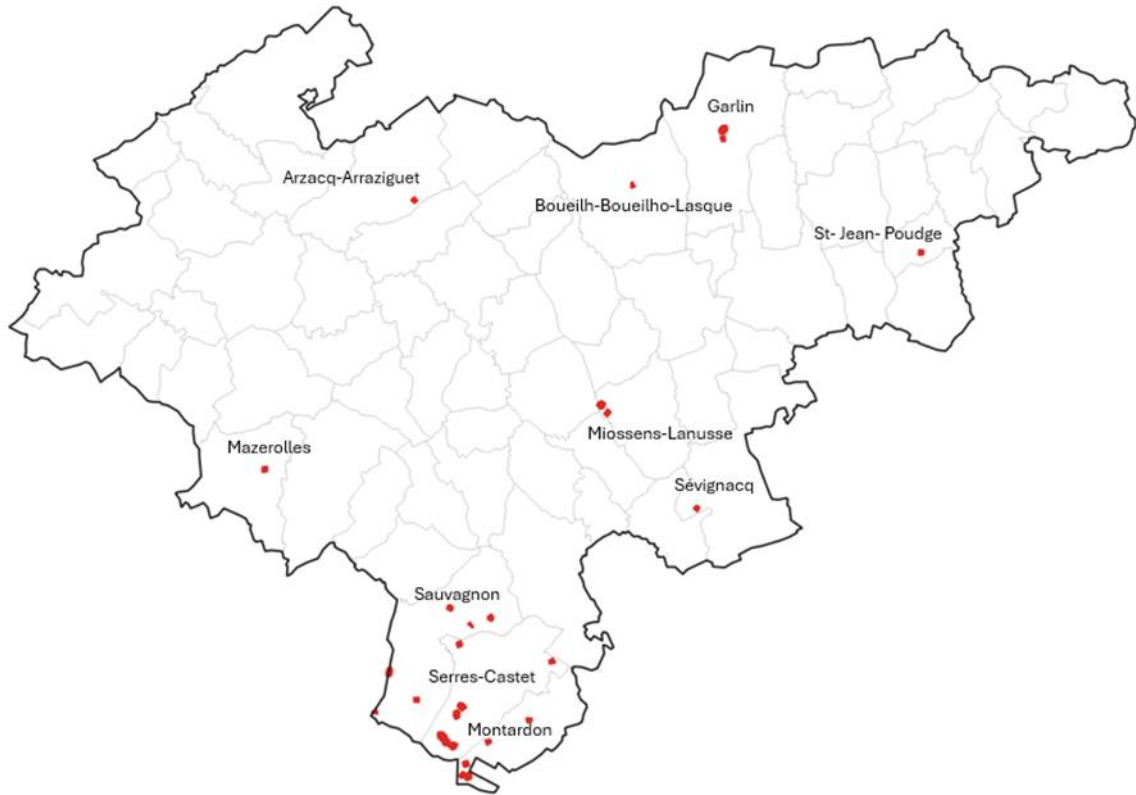 Garlin
Arzacq-Arraziguet
Boueilh-Boueilho-Lasque
St- Jean- Poudge
Miossens-Lanusse
Mazerolles
Sévignacq
Sauvagnon
Serres-Castet
Montardon